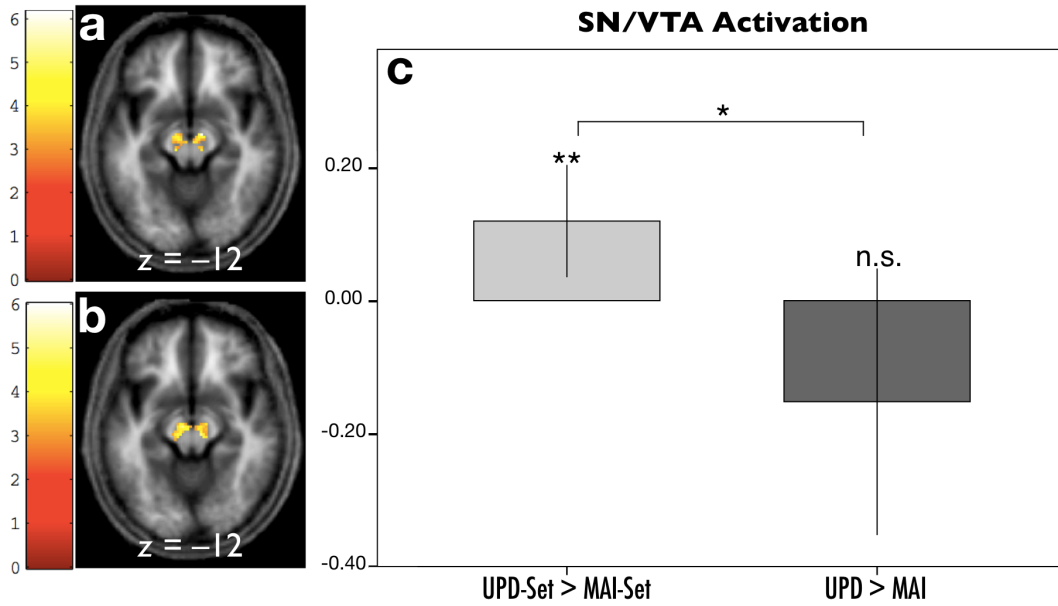 SN/VTA Activation
6
5
4
3
2
1
0
a
z = –12
6
5
4
3
2
1
0
b
z = –12
c
*
**
n.s.
0.20
0.00
-0.20
-0.40
UPD-Set > MAI-Set
UPD > MAI